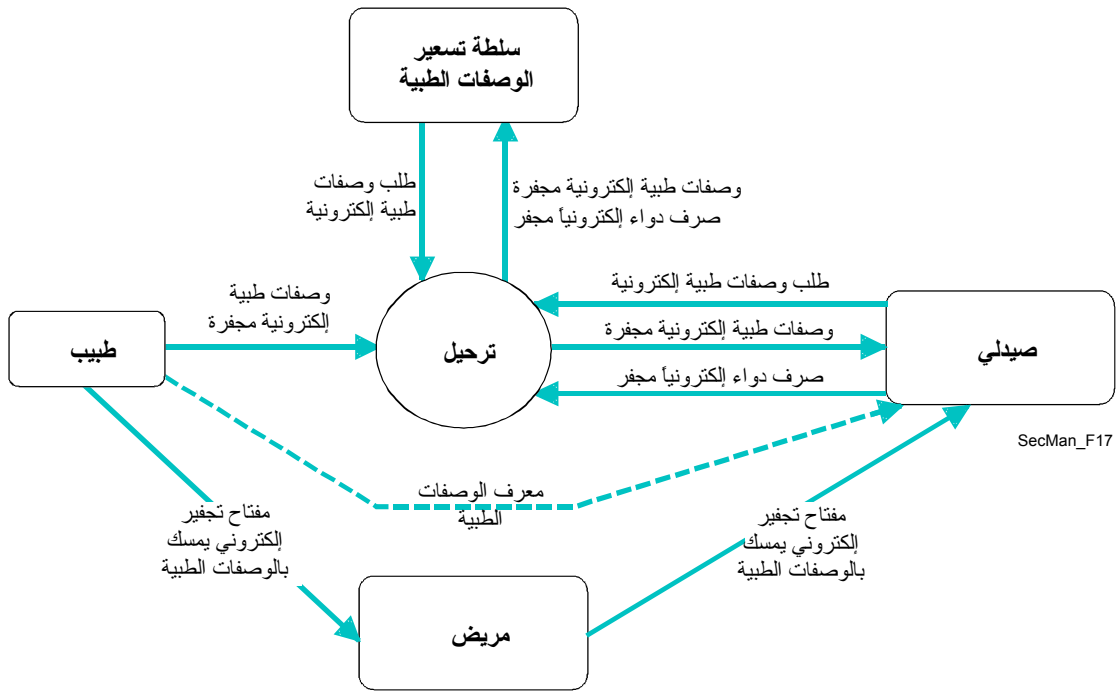 سلطة تسعير
الوصفات الطبية
طلب وصفات
طبية إلكترونية
وصفات طبية إلكترونية مجفرة
صرف دواء إلكترونياً مجفر
وصفات طبية
إلكترونية مجفرة
طلب وصفات طبية إلكترونية
وصفات طبية إلكترونية مجفرة
صرف دواء إلكترونياً مجفر
طبيب
ترحيل
صيدلي
SecMan_F17
معرف الوصفات
الطبية
مفتاح تجفير
إلكتروني يمسك
بالوصفات الطبية
مفتاح تجفير
إلكتروني يمسك
بالوصفات الطبية
مريض